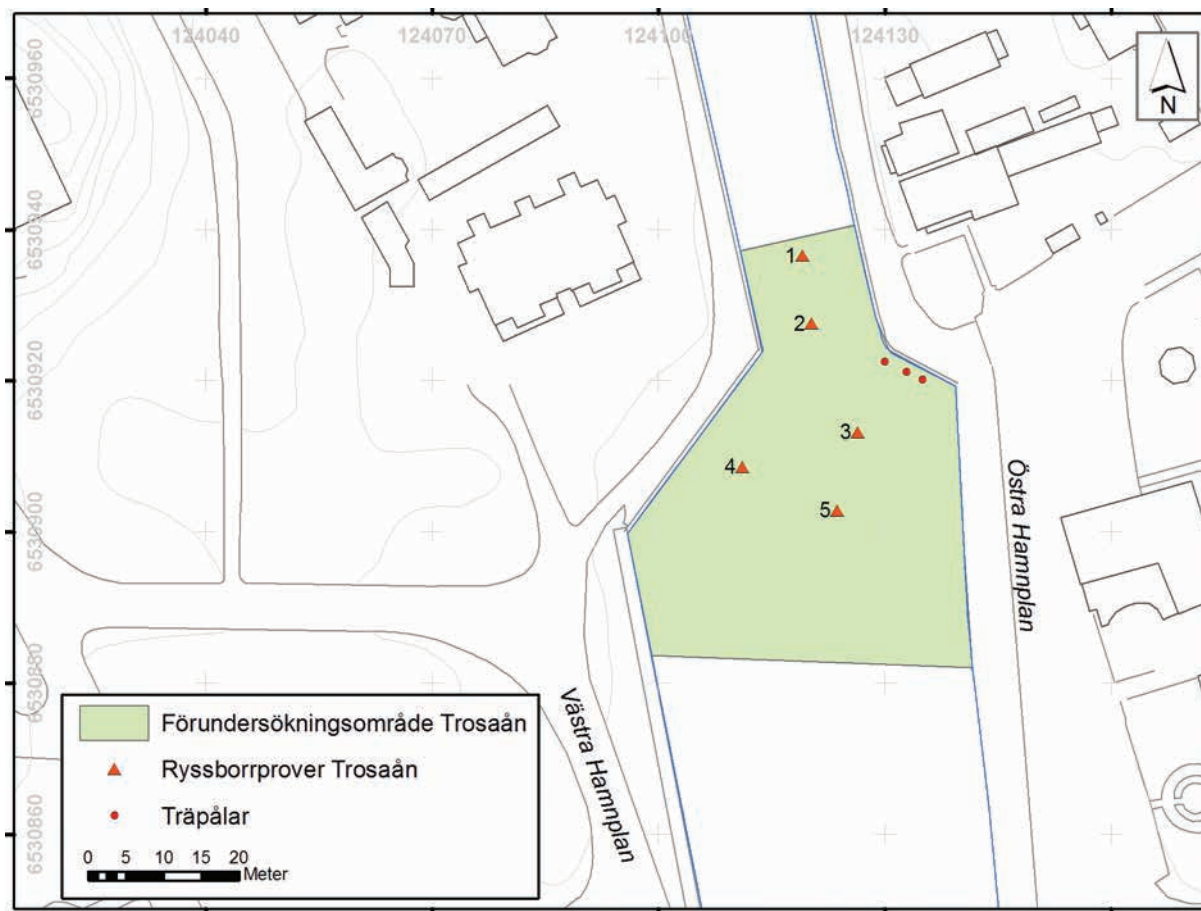 124040
124070
124100
124130
6530960
6530940
6530920
6530900
6530880
6530860
N
1
2
3
4
5
Östra Hamnplan
Västra Hamnplan
Förundersökningsområde Trosaån
Ryssborrprover Trosaån
Träpålar
0 5 10 15 20
Meter